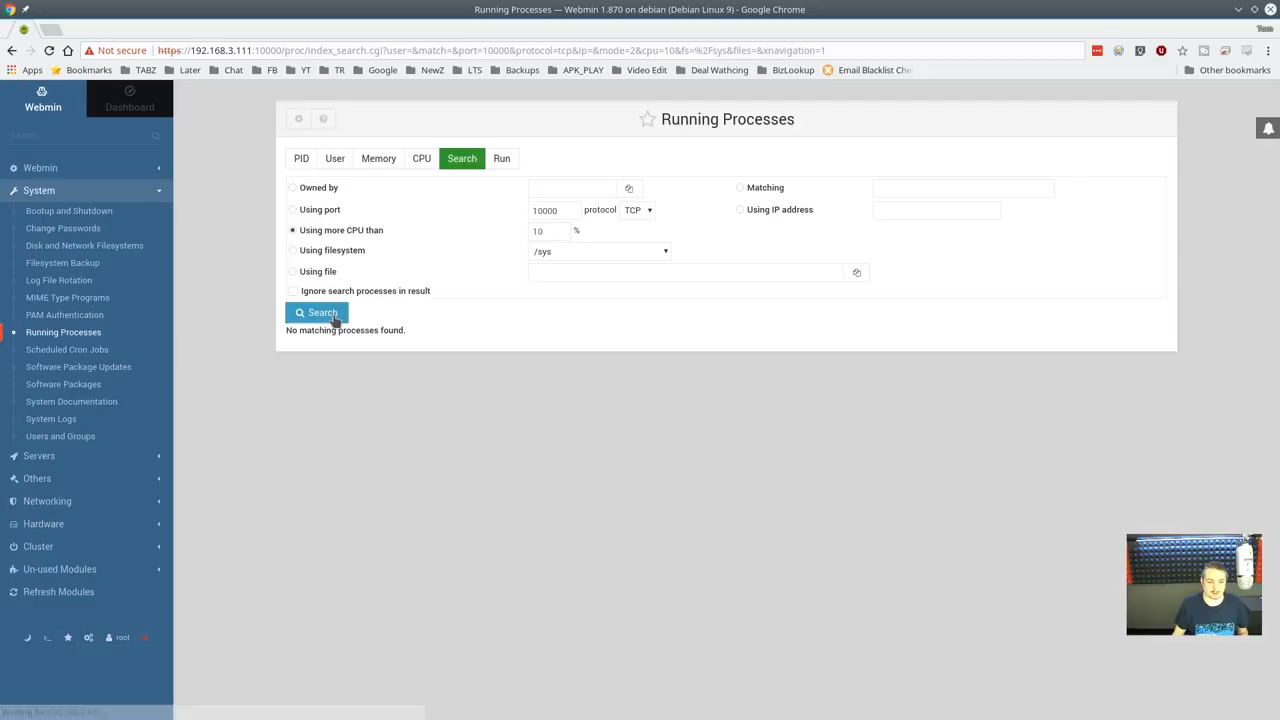 Running Processes — Webmin 1.870 on debian (Debian Linux 9) - Google Chrome
Tom
Not secure https://192.168.3.111:10000/proc/index_search.cgi?user=&match=&port=10000&protocol=tcp&ip=&mode=2&cpu=10&fs=%2Fsys&files=&xnavigation=1
Apps Bookmarks TABZ Later Chat FB YT TR Google NewZ LTS Backups APK_PLAY Video Edit Deal Wathcing BizLookup Email Blacklist Che Other bookmarks
Webmin Dashboard
Search
Running Processes
PID User Memory CPU Search Run
Owned by Matching
Using port 10000 protocol TCP Using IP address
Using more CPU than 10 %
Using filesystem /sys
Using file
Ignore search processes in result
Search
No matching processes found.
Webmin
System
Bootup and Shutdown
Change Passwords
Disk and Network Filesystems
Filesystem Backup
Log File Rotation
MIME Type Programs
PAM Authentication
Running Processes
Scheduled Cron Jobs
Software Package Updates
Software Packages
System Documentation
System Logs
Users and Groups
Servers
Others
Networking
Hardware
Cluster
Un-used Modules
Refresh Modules
root